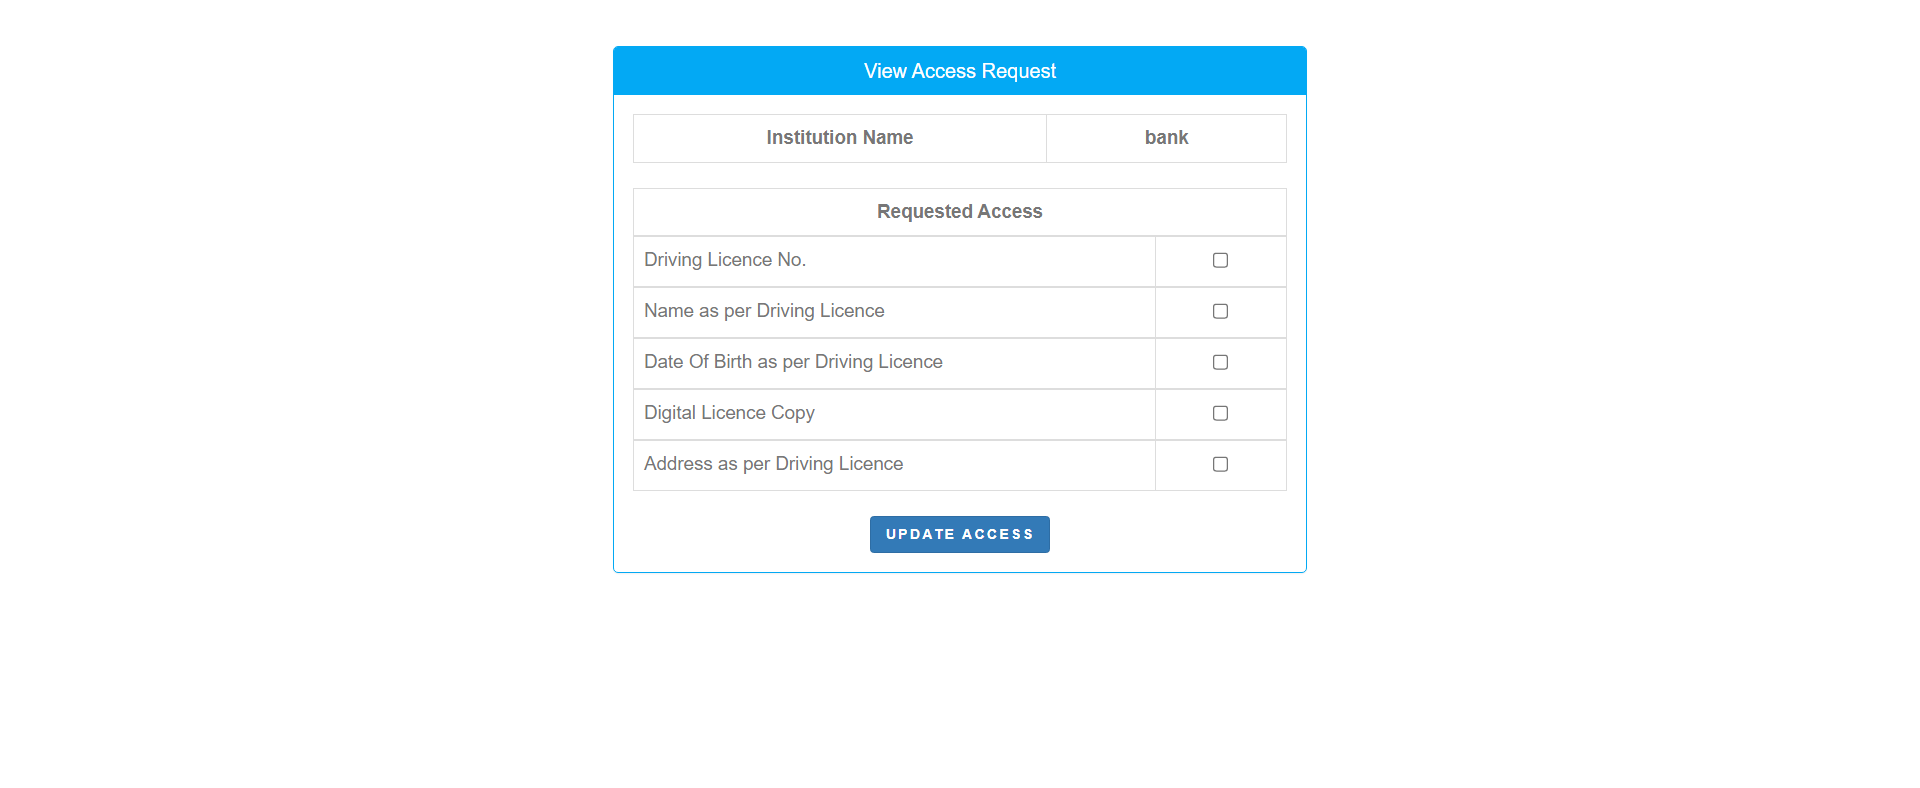 View Access Request
Institution Name bank
Requested Access
Driving Licence No.
Name as per Driving Licence
Date Of Birth as per Driving Licence
Digital Licence Copy
Address as per Driving Licence
UPDATE ACCESS